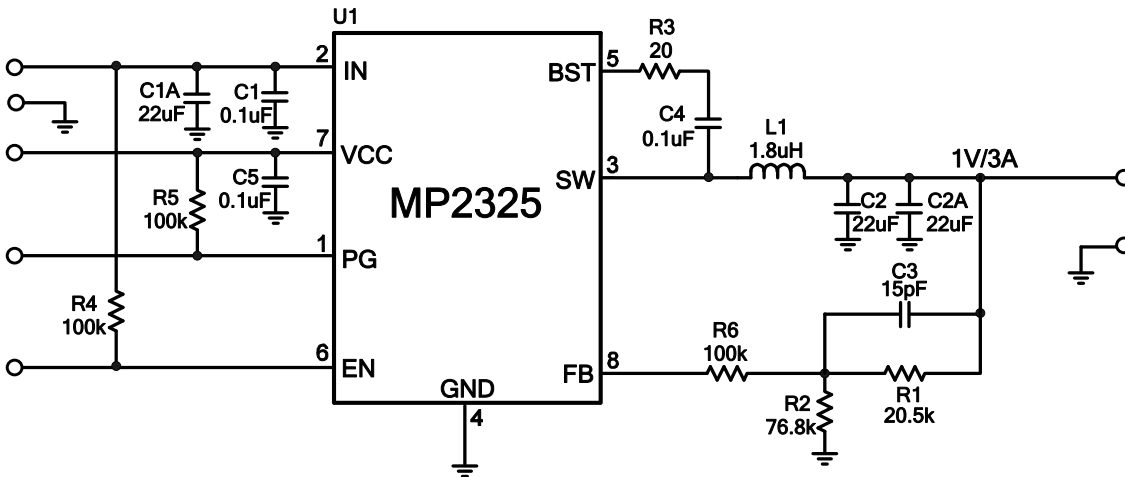 U1
2
IN
C1A
22uF
C1
0.1uF
7
VCC
R5
100k
C5
0.1uF
1
PG
R4
100k
6
EN
MP2325
GND
4
BST
5
R3
20
C4
0.1uF
SW
3
L1
1.8uH
1V/3A
C2
22uF
C2A
22uF
C3
15pF
FB
8
R6
100k
R2
76.8k
R1
20.5k